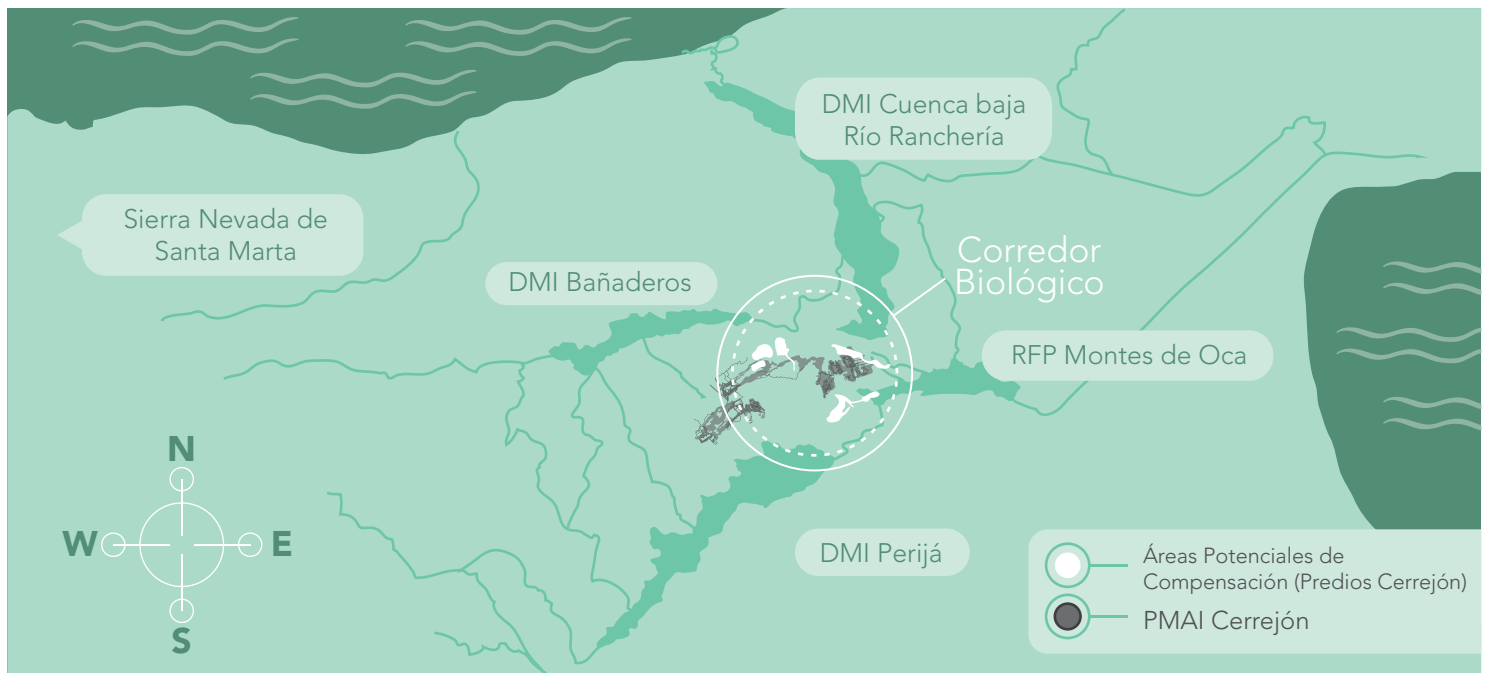 DMI Cuenca baja
Río Ranchería
Sierra Nevada de
Santa Marta
Corredor
Biológico
DMI Bañaderos
RFP Montes de Oca
N
W
E
S
DMI Perijá
Áreas Potenciales de
Compensación (Predios Cerrejón)
PMAI Cerrejón